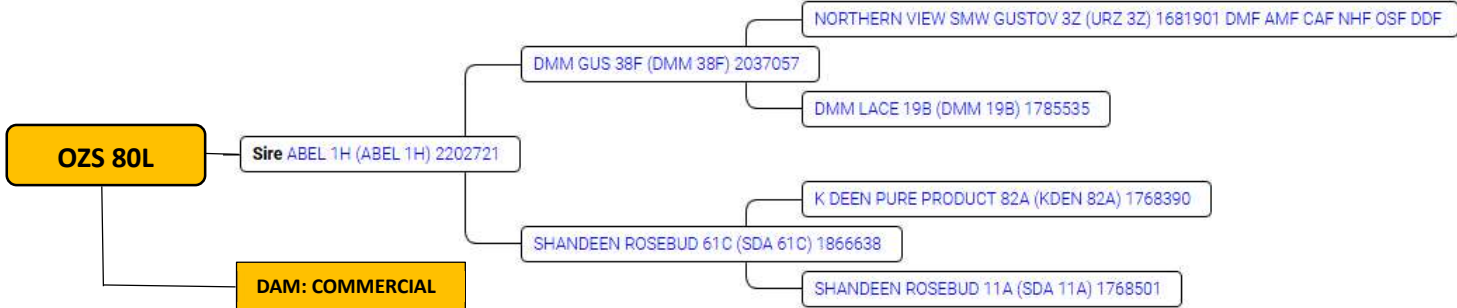 NORTHERN VIEW SMW GUSTOV 3Z (URZ 3Z) 1681901 DMF AMF CAF NHF OSF DDF
DMM GUS 38F (DMM 38F) 2037057
DMM LACE 19B (DMM 19B) 1785535
OZS 80L
Sire ABEL 1H (ABEL 1H) 2202721
K DEEN PURE PRODUCT 82A (KDEN 82A) 1768390
SHANDEEN ROSEBUD 61C (SDA 61C) 1866638
DAM: COMMERCIAL
SHANDEEN ROSEBUD 11A (SDA 11A) 1768501